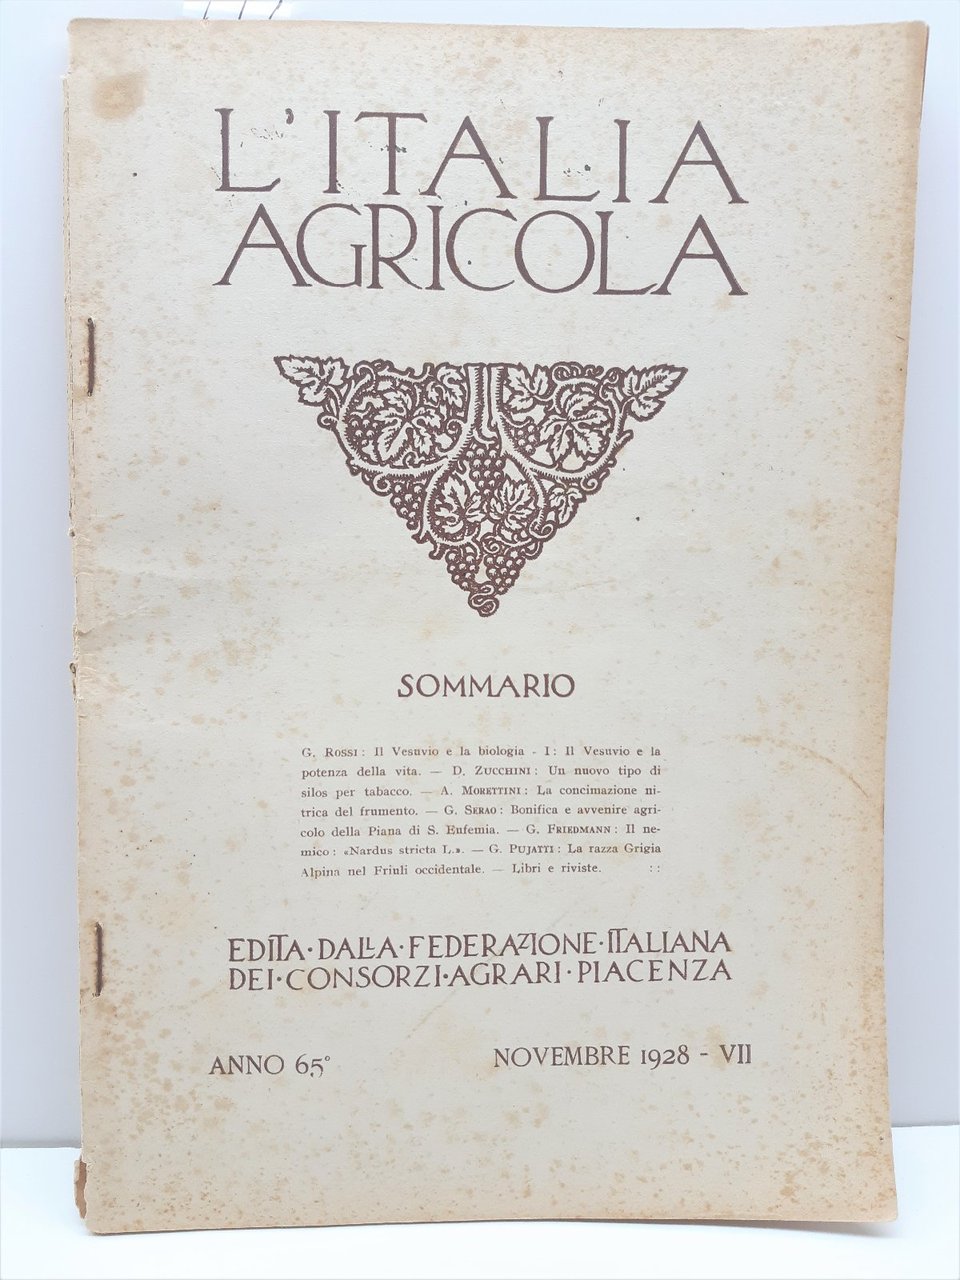 L'ITALIA
AGRICOLA
SOMMARIO
G. ROSSI: Il Vesuvio e la biologia - I: Il Vesuvio e la
potenza della vita. — D. ZUCCHINI: Un nuovo tipo di
silos per tabacco. — A. MORETTINI: La concimazione ni-
trica del frumento. — G. SERAO: Bonifica e avvenire agri-
colo della Piana di S. Eufemia. — G. FRIEDMANN: Il ne-
mico: «Nardus stricta L.». — G. PUJATTI: La razza Grigia
Alpina nel Friuli occidentale. — Libri e riviste. ::
EDITA·DALLA·FEDERAZIONE·ITALIANA
DEI·CONSORZI·AGRARI·PIACENZA
ANNO 65° NOVEMBRE 1928 - VII